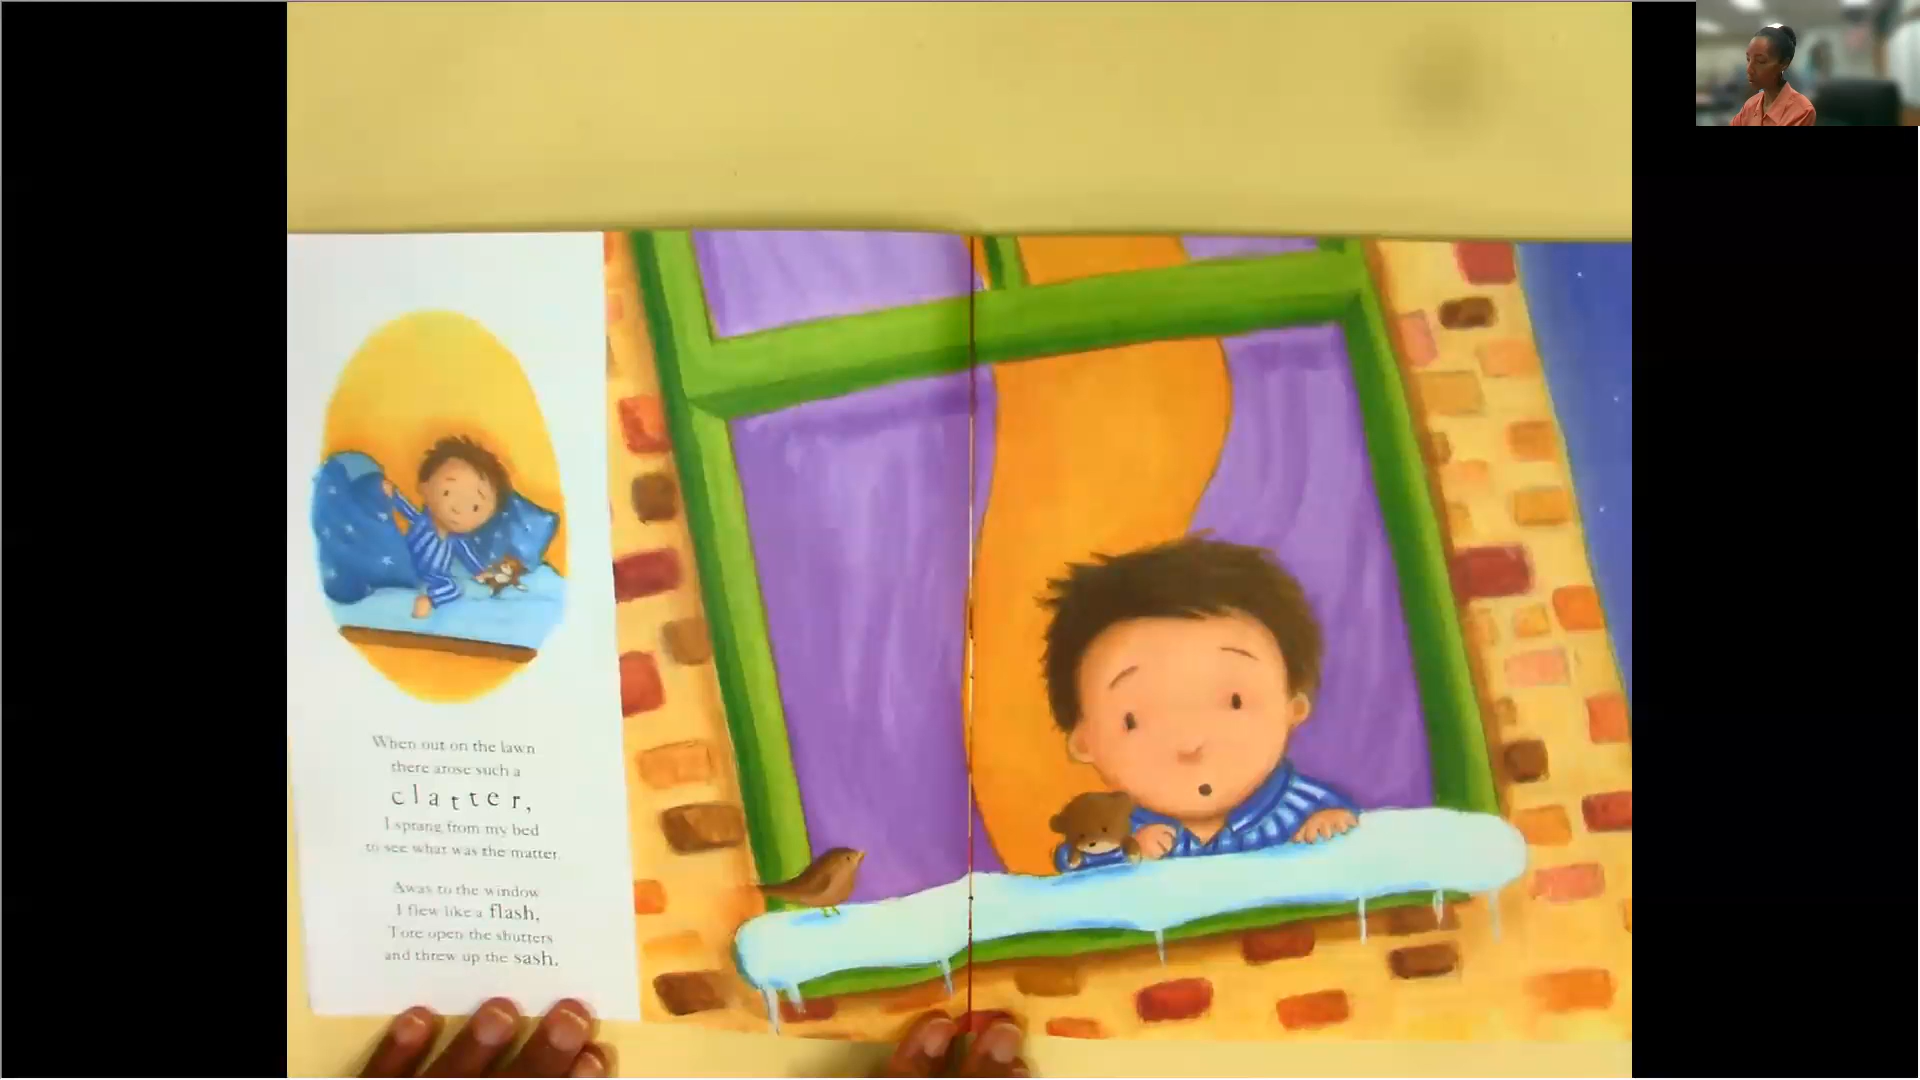 When out on the lawn
there arose such a
clatter,
I sprang from my bed
to see what was the matter.
Away to the window
I flew like a flash,
Tore open the shutters
and threw up the sash.